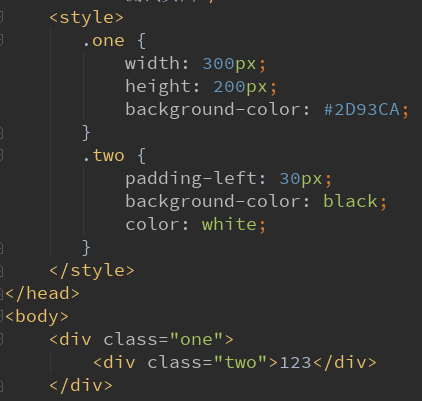 <style>
.one {
width: 300px;
height: 200px;
background-color: #2D93CA;
}
.two {
padding-left: 30px;
background-color: black;
color: white;
}
</style>
</head>
<body>
<div class="one">
<div class="two">123</div>
</div>